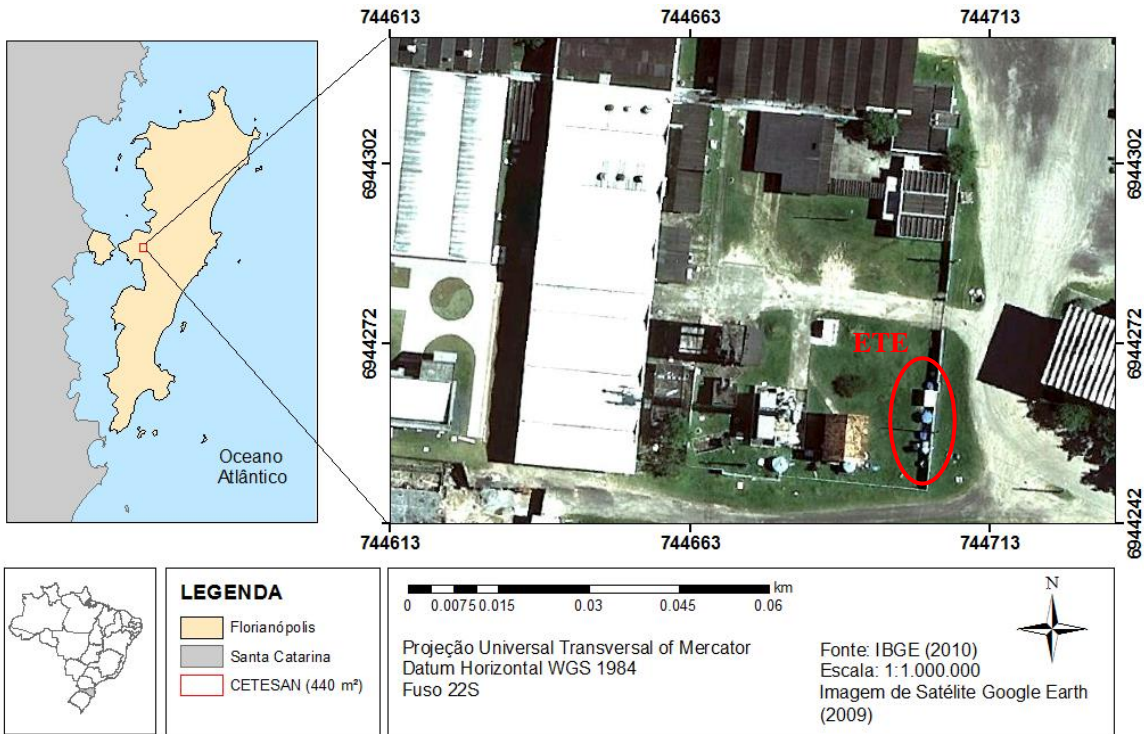 744613 744663 744713
6944302
6944302
6944272
6944272
ETE
6944242
744613 744663 744713
Oceano
Atlântico
LEGENDA
Florianópolis
Santa Catarina
CETESAN (440 m²)
km
0 0.0075 0.015 0.03 0.045 0.06
Projeção Universal Transversal of Mercator
Datum Horizontal WGS 1984
Fuso 22S
N
Fonte: IBGE (2010)
Escala: 1:1.000.000
Imagem de Satélite Google Earth
(2009)